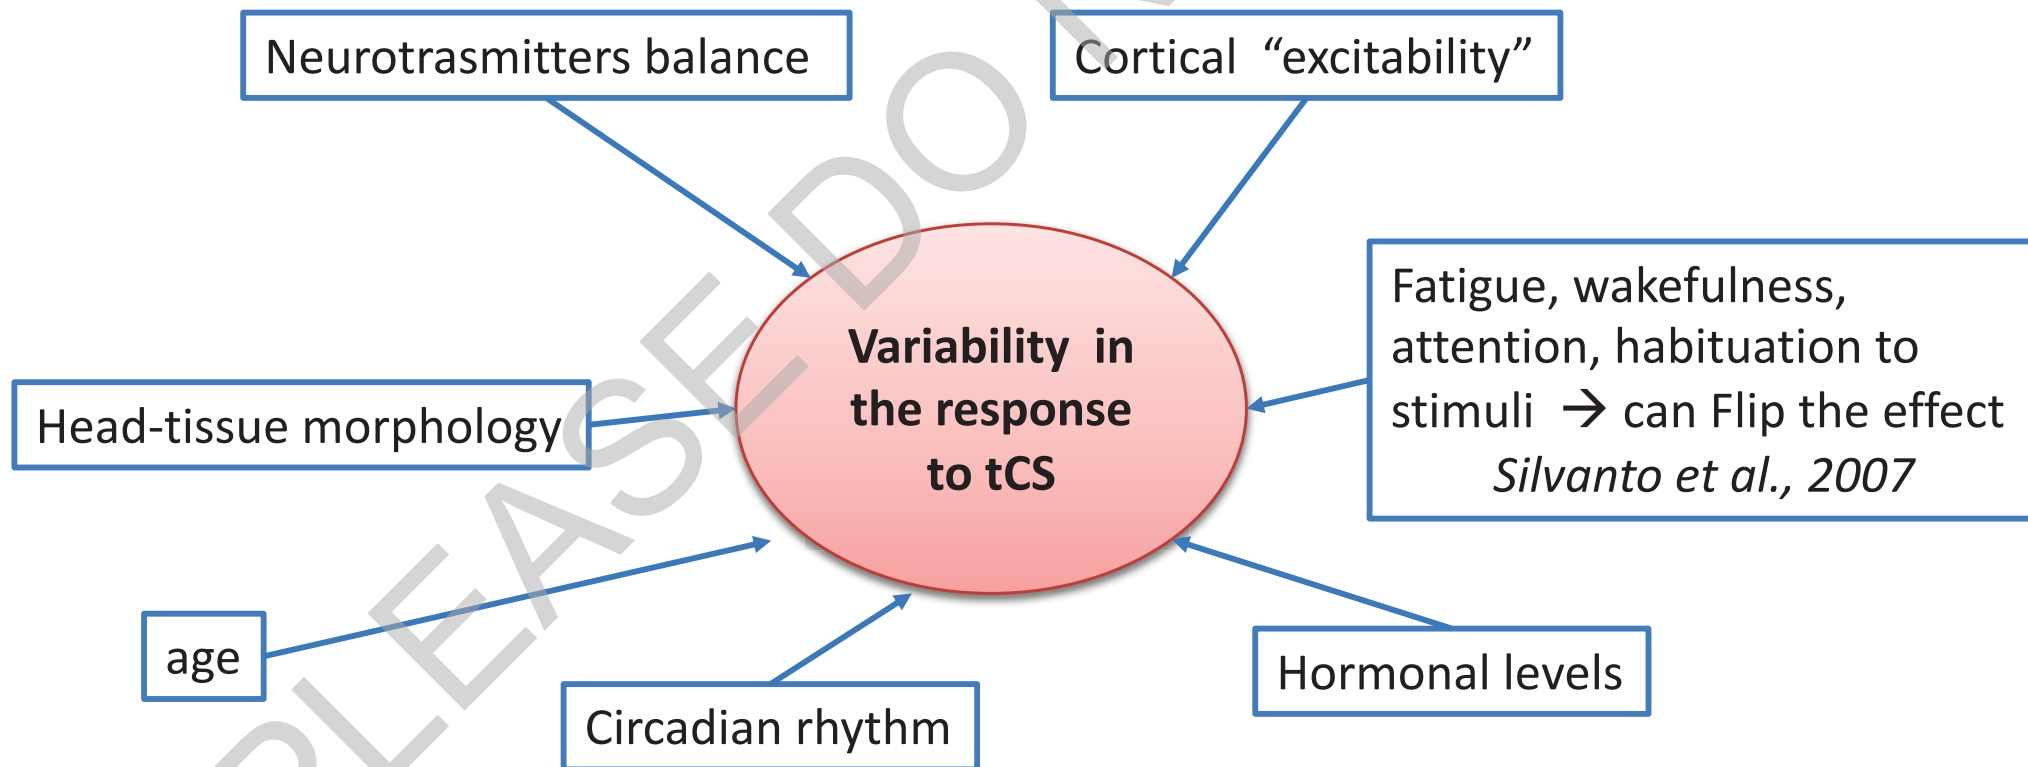 Neurotrasmitters balance
Cortical “excitability”
Fatigue, wakefulness,
attention, habituation to
stimuli → can Flip the effect
Silvanto et al., 2007
Variability in
the response
to tCS
Head-tissue morphology
age
Circadian rhythm
Hormonal levels
PLEASE DO